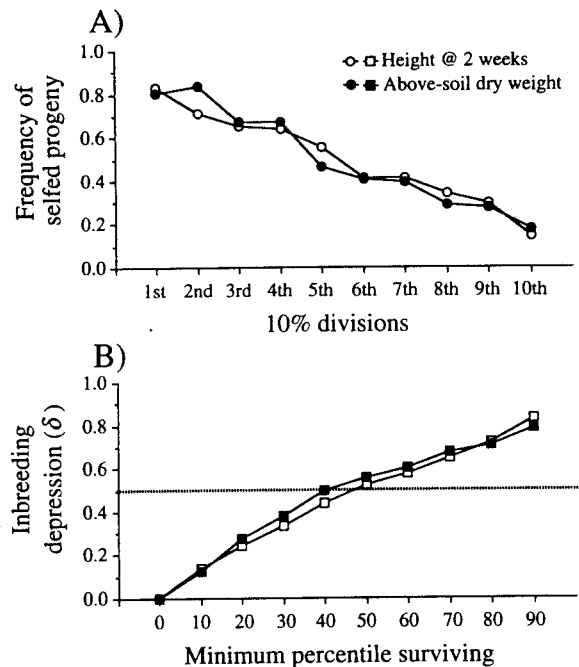 A)
Height @ 2 weeks
Above-soil dry weight
Frequency of
selfed progeny
1.0
0.8
0.6
0.4
0.2
0.0
1st 2nd 3rd 4th 5th 6th 7th 8th 9th 10th
10% divisions
B)
Inbreeding
depression (δ)
1.0
0.8
0.6
0.4
0.2
0.0
0 10 20 30 40 50 60 70 80 90
Minimum percentile surviving